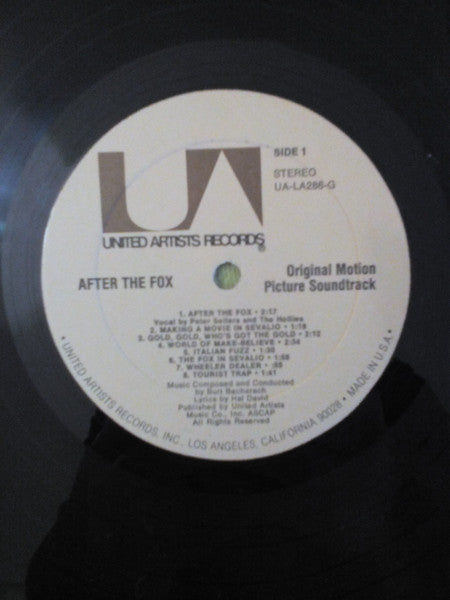 UA
UNITED ARTISTS RECORDS®
SIDE 1
STEREO
UA-LA286-G
AFTER THE FOX
Original Motion
Picture Soundtrack
1. AFTER THE FOX • 2:17
Vocal by Peter Sellers and The Hollies
2. MAKING A MOVIE IN SEVALIO • 1:18
3. GOLD, GOLD, WHO'S GOT THE GOLD • 2:12
4. WORLD OF MAKE-BELIEVE • 2:34
5. ITALIAN FUZZ • 1:30
6. THE FOX IN SEVALIO • 1:58
7. WHEELER DEALER • :55
8. TOURIST TRAP • 1:41
Music Composed and Conducted
by Burt Bacharach
Lyrics by Hal David
Published by United Artists
Music Co., Inc. ASCAP
All Rights Reserved
• UNITED ARTISTS RECORDS, INC., LOS ANGELES, CALIFORNIA 90028 • MADE IN U.S.A. •